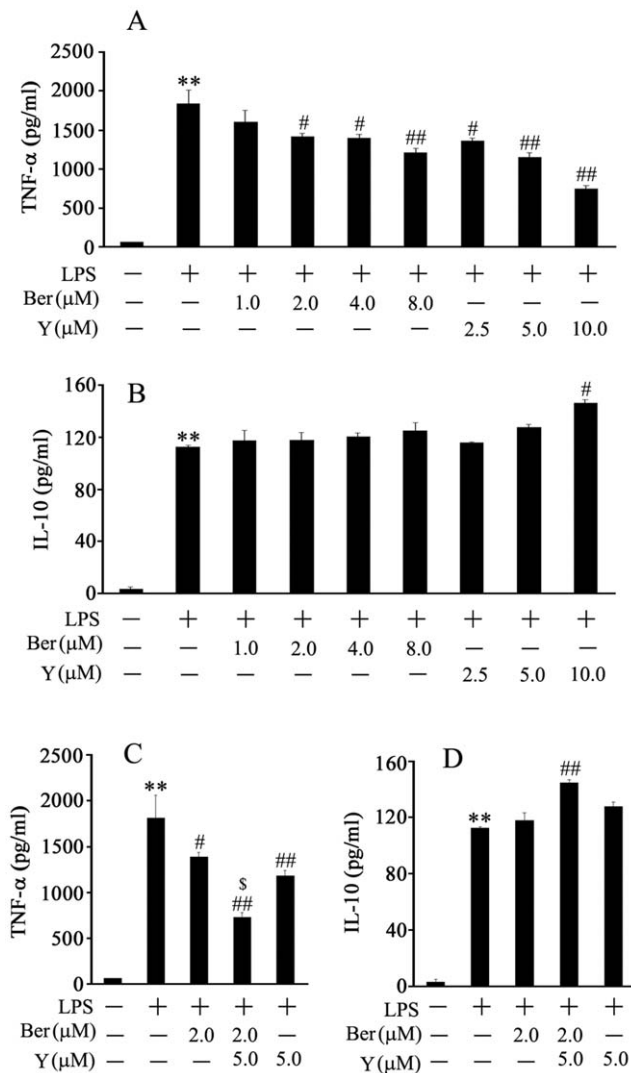 A
TNF-α (pg/ml)
2500
2000
1500
1000
500
0
** # # ## # ## ##
LPS — + + + + + + + +
Ber(μM) — — 1.0 2.0 4.0 8.0 — — —
Y(μM) — — — — — — 2.5 5.0 10.0
B
IL-10 (pg/ml)
160
120
80
40
0
** #
LPS — + + + + + + + +
Ber(μM) — — 1.0 2.0 4.0 8.0 — — —
Y(μM) — — — — — — 2.5 5.0 10.0
C
TNF-α (pg/ml)
2500
2000
1500
1000
500
0
** # $ ## ##
LPS — + + + +
Ber(μM) — — 2.0 2.0 —
Y(μM) — — — 5.0 5.0
D
IL-10 (pg/ml)
160
120
80
40
0
** ##
LPS — + + + +
Ber(μM) — — 2.0 2.0 —
Y(μM) — — — 5.0 5.0